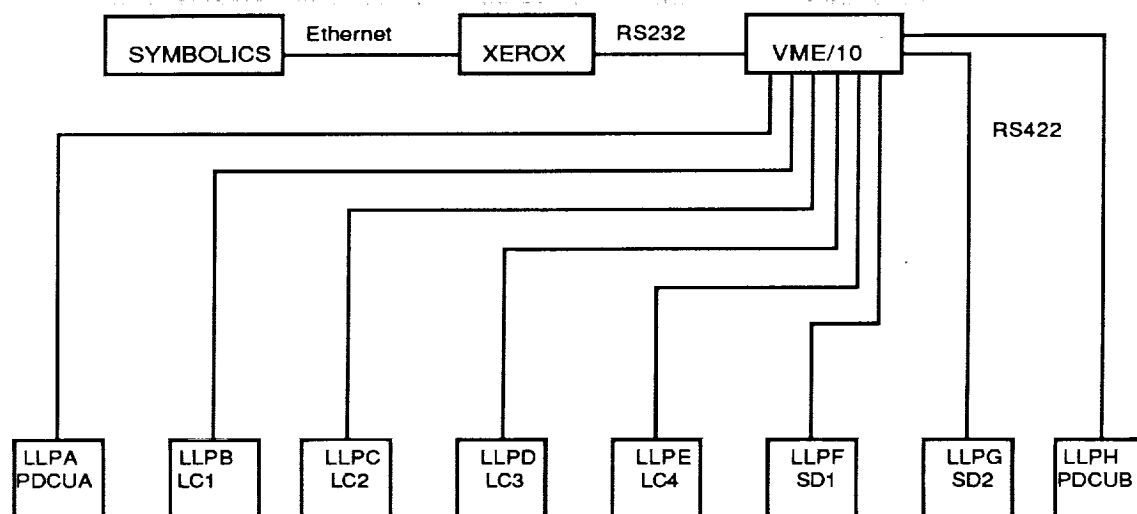 Ethernet
RS232
SYMBOLICS
XEROX
VME/10
RS422
LLPA
PDCUA
LLPB
LC1
LLPC
LC2
LLPD
LC3
LLPE
LC4
LLPF
SD1
LLPG
SD2
LLPH
PDCUB